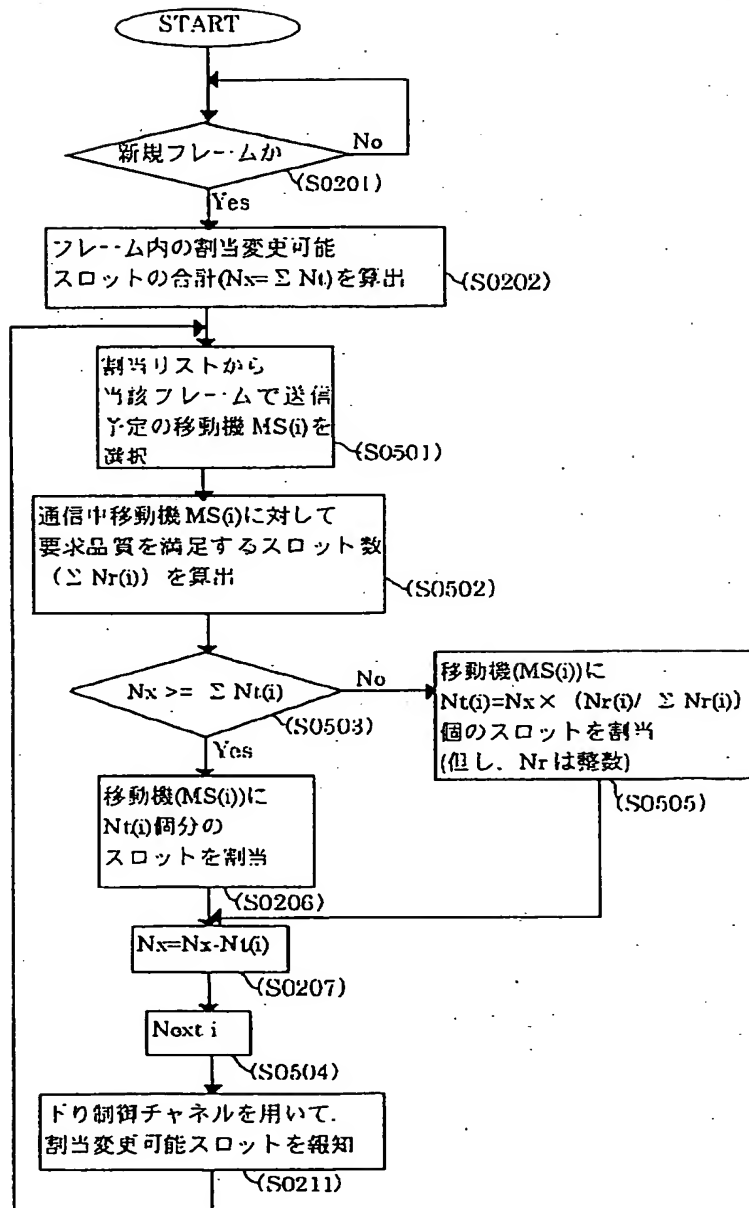 START
新規フレームか
No
(S0201)
Yes
フレーム内の割当変更可能
スロットの合計(Nx=Σ Nt)を算出
(S0202)
割当リストから
当該フレームで送信
予定の移動機 MS(i)を
選択
(S0501)
通信中移動機 MS(i)に対して
要求品質を満足するスロット数
（Σ Nr(i)）を算出
(S0502)
Nx >= Σ Nt(i)
No
(S0503)
Yes
移動機(MS(i))に
Nt(i)=Nx×（Nr(i)/ Σ Nr(i)）
個のスロットを割当
(但し、Nrは整数)
(S0505)
移動機(MS(i))に
Nt(i)個分の
スロットを割当
(S0206)
Nx=Nx-Nt(i)
(S0207)
Next i
(S0504)
下り制御チャネルを用いて、
割当変更可能スロットを報知
(S0211)